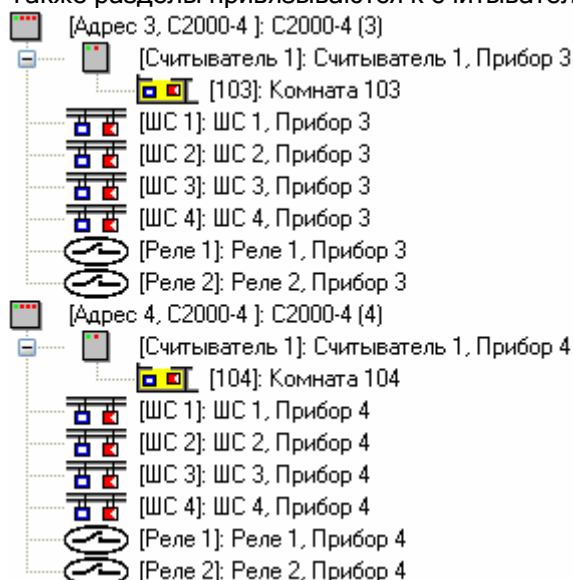 Также разделы привязываются к считывател
[Адрес 3, С2000-4 ]: С2000-4 (3)
[Считыватель 1]: Считыватель 1, Прибор 3
[103]: Комната 103
[ШС 1]: ШС 1, Прибор 3
[ШС 2]: ШС 2, Прибор 3
[ШС 3]: ШС 3, Прибор 3
[ШС 4]: ШС 4, Прибор 3
[Реле 1]: Реле 1, Прибор 3
[Реле 2]: Реле 2, Прибор 3
[Адрес 4, С2000-4 ]: С2000-4 (4)
[Считыватель 1]: Считыватель 1, Прибор 4
[104]: Комната 104
[ШС 1]: ШС 1, Прибор 4
[ШС 2]: ШС 2, Прибор 4
[ШС 3]: ШС 3, Прибор 4
[ШС 4]: ШС 4, Прибор 4
[Реле 1]: Реле 1, Прибор 4
[Реле 2]: Реле 2, Прибор 4